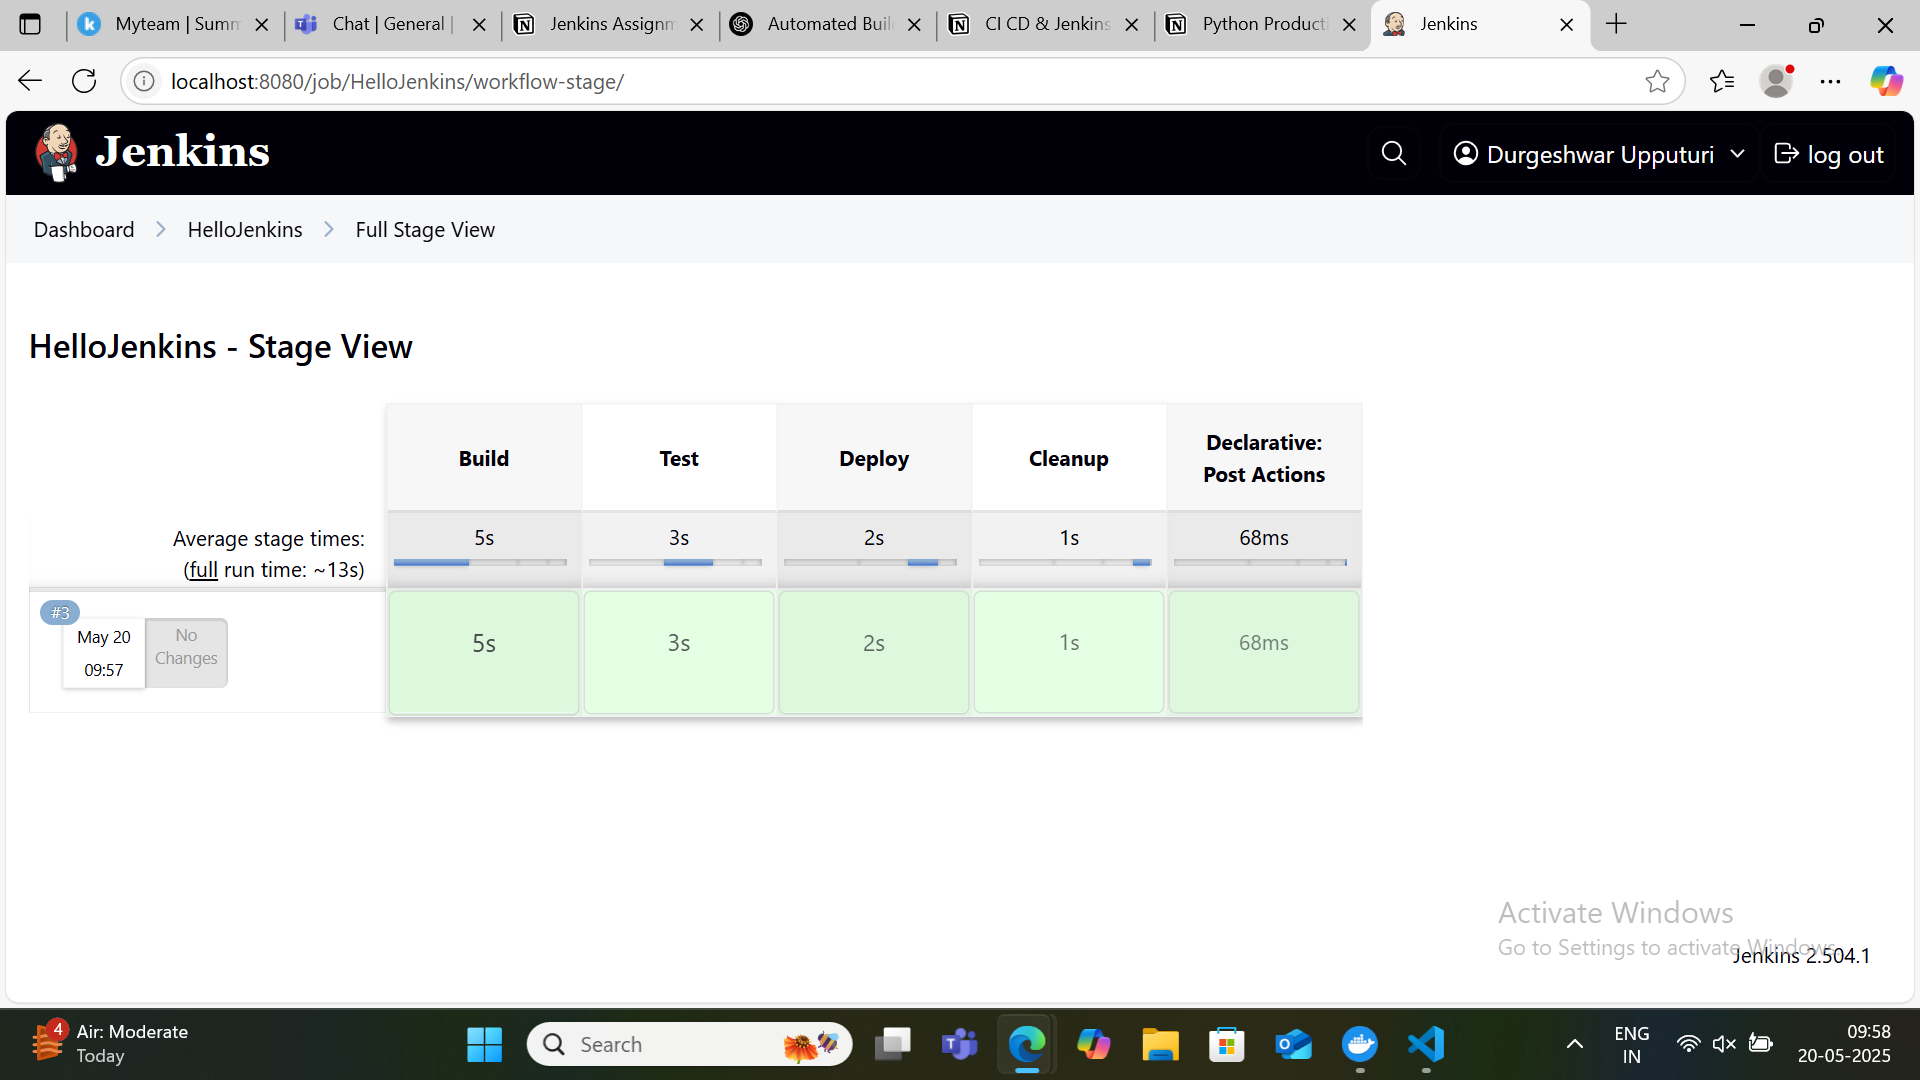 Myteam | Summ
Chat | General |
Jenkins Assignm
Automated Buil
CI CD & Jenkins
Python Producti
Jenkins
localhost:8080/job/HelloJenkins/workflow-stage/
Jenkins
Durgeshwar Upputuri
log out
Dashboard
HelloJenkins
Full Stage View
HelloJenkins - Stage View
Build
Test
Deploy
Cleanup
Declarative:
Post Actions
Average stage times:
(full run time: ~13s)
5s
3s
2s
1s
68ms
#3
May 20
09:57
No
Changes
5s
3s
2s
1s
68ms
Activate Windows
Go to Settings to activate Windows.
Jenkins 2.504.1
4
Air: Moderate
Today
Search
ENG
IN
09:58
20-05-2025